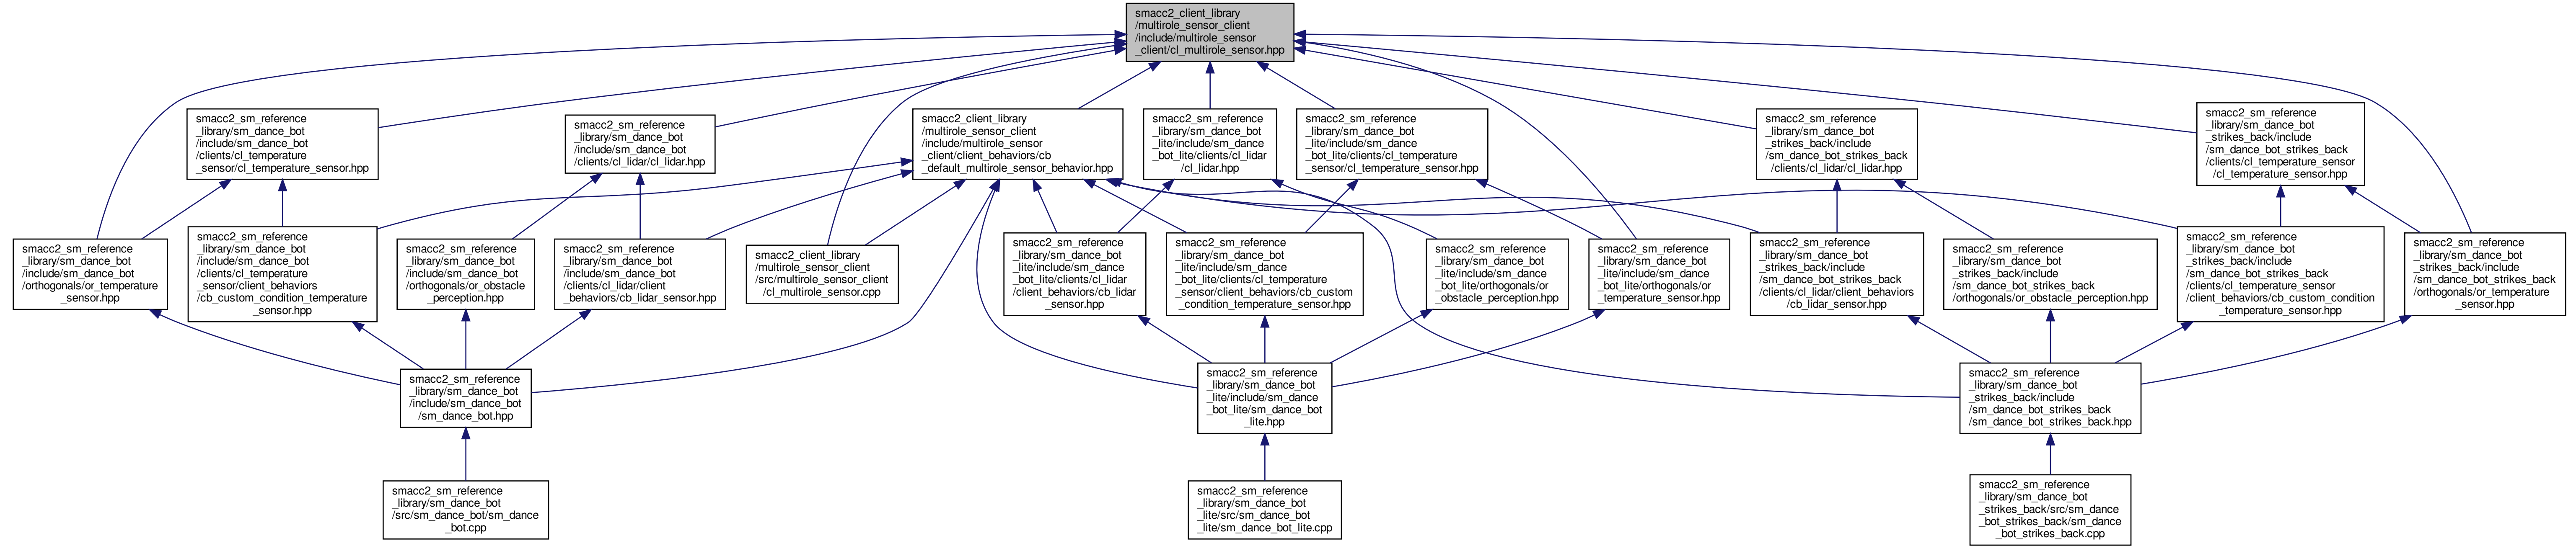 smacc2_client_library
/multirole_sensor_client
/include/multirole_sensor
_client/cl_multirole_sensor.hpp
smacc2_sm_reference
_library/sm_dance_bot
/include/sm_dance_bot
/clients/cl_temperature
_sensor/cl_temperature_sensor.hpp
smacc2_sm_reference
_library/sm_dance_bot
/include/sm_dance_bot
/clients/cl_lidar/cl_lidar.hpp
smacc2_client_library
/multirole_sensor_client
/include/multirole_sensor
_client/client_behaviors/cb
_default_multirole_sensor_behavior.hpp
smacc2_sm_reference
_library/sm_dance_bot
_lite/include/sm_dance
_bot_lite/clients/cl_lidar
/cl_lidar.hpp
smacc2_sm_reference
_library/sm_dance_bot
_lite/include/sm_dance
_bot_lite/clients/cl_temperature
_sensor/cl_temperature_sensor.hpp
smacc2_sm_reference
_library/sm_dance_bot
_strikes_back/include
/sm_dance_bot_strikes_back
/clients/cl_lidar/cl_lidar.hpp
smacc2_sm_reference
_library/sm_dance_bot
_strikes_back/include
/sm_dance_bot_strikes_back
/clients/cl_temperature_sensor
/cl_temperature_sensor.hpp
smacc2_sm_reference
_library/sm_dance_bot
/include/sm_dance_bot
/orthogonals/or_temperature
_sensor.hpp
smacc2_sm_reference
_library/sm_dance_bot
/include/sm_dance_bot
/clients/cl_temperature
_sensor/client_behaviors
/cb_custom_condition_temperature
_sensor.hpp
smacc2_sm_reference
_library/sm_dance_bot
/include/sm_dance_bot
/orthogonals/or_obstacle
_perception.hpp
smacc2_sm_reference
_library/sm_dance_bot
/include/sm_dance_bot
/clients/cl_lidar/client
_behaviors/cb_lidar_sensor.hpp
smacc2_client_library
/multirole_sensor_client
/src/multirole_sensor_client
/cl_multirole_sensor.cpp
smacc2_sm_reference
_library/sm_dance_bot
_lite/include/sm_dance
_bot_lite/clients/cl_lidar
/client_behaviors/cb_lidar
_sensor.hpp
smacc2_sm_reference
_library/sm_dance_bot
_lite/include/sm_dance
_bot_lite/clients/cl_temperature
_sensor/client_behaviors/cb_custom
_condition_temperature_sensor.hpp
smacc2_sm_reference
_library/sm_dance_bot
_lite/include/sm_dance
_bot_lite/orthogonals/or
_obstacle_perception.hpp
smacc2_sm_reference
_library/sm_dance_bot
_lite/include/sm_dance
_bot_lite/orthogonals/or
_temperature_sensor.hpp
smacc2_sm_reference
_library/sm_dance_bot
_strikes_back/include
/sm_dance_bot_strikes_back
/clients/cl_lidar/client_behaviors
/cb_lidar_sensor.hpp
smacc2_sm_reference
_library/sm_dance_bot
_strikes_back/include
/sm_dance_bot_strikes_back
/orthogonals/or_obstacle_perception.hpp
smacc2_sm_reference
_library/sm_dance_bot
_strikes_back/include
/sm_dance_bot_strikes_back
/clients/cl_temperature_sensor
/client_behaviors/cb_custom_condition
_temperature_sensor.hpp
smacc2_sm_reference
_library/sm_dance_bot
_strikes_back/include
/sm_dance_bot_strikes_back
/orthogonals/or_temperature
_sensor.hpp
smacc2_sm_reference
_library/sm_dance_bot
/include/sm_dance_bot
/sm_dance_bot.hpp
smacc2_sm_reference
_library/sm_dance_bot
_lite/include/sm_dance
_bot_lite/sm_dance_bot
_lite.hpp
smacc2_sm_reference
_library/sm_dance_bot
_strikes_back/include
/sm_dance_bot_strikes_back
/sm_dance_bot_strikes_back.hpp
smacc2_sm_reference
_library/sm_dance_bot
/src/sm_dance_bot/sm_dance
_bot.cpp
smacc2_sm_reference
_library/sm_dance_bot
_lite/src/sm_dance_bot
_lite/sm_dance_bot_lite.cpp
smacc2_sm_reference
_library/sm_dance_bot
_strikes_back/src/sm_dance
_bot_strikes_back/sm_dance
_bot_strikes_back.cpp